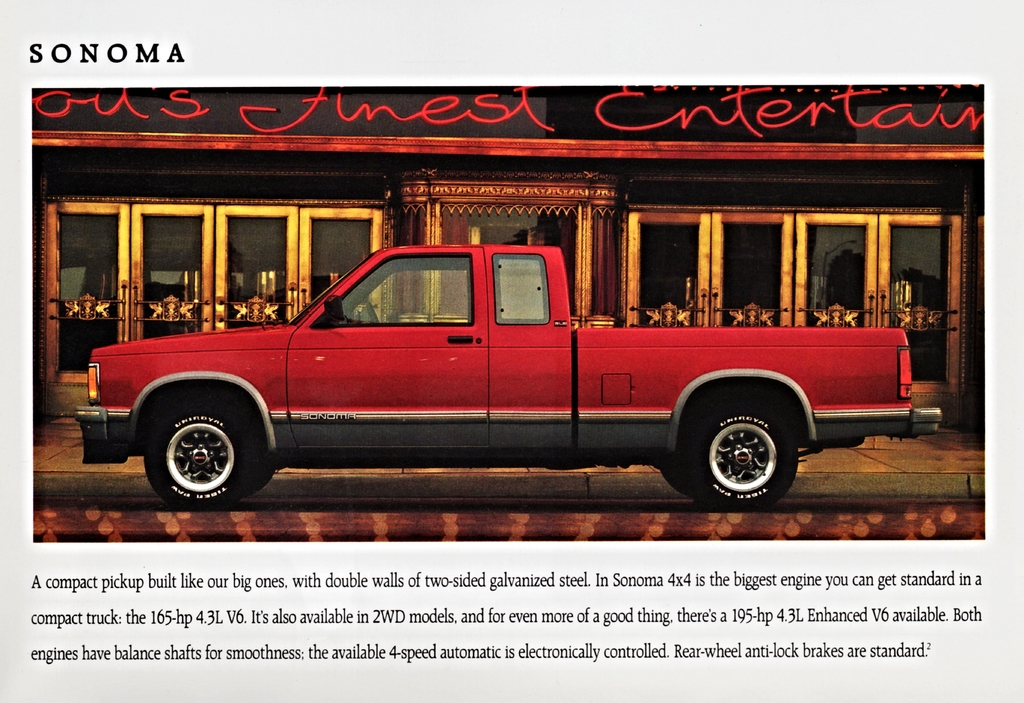 SONOMA
ou's Finest Entertain
SONOMA
UNIROYAL
TIGER PAW
UNIROYAL
TIGER PAW
A compact pickup built like our big ones, with double walls of two-sided galvanized steel. In Sonoma 4x4 is the biggest engine you can get standard in a
compact truck: the 165-hp 4.3L V6. It's also available in 2WD models, and for even more of a good thing, there's a 195-hp 4.3L Enhanced V6 available. Both
engines have balance shafts for smoothness; the available 4-speed automatic is electronically controlled. Rear-wheel anti-lock brakes are standard.²